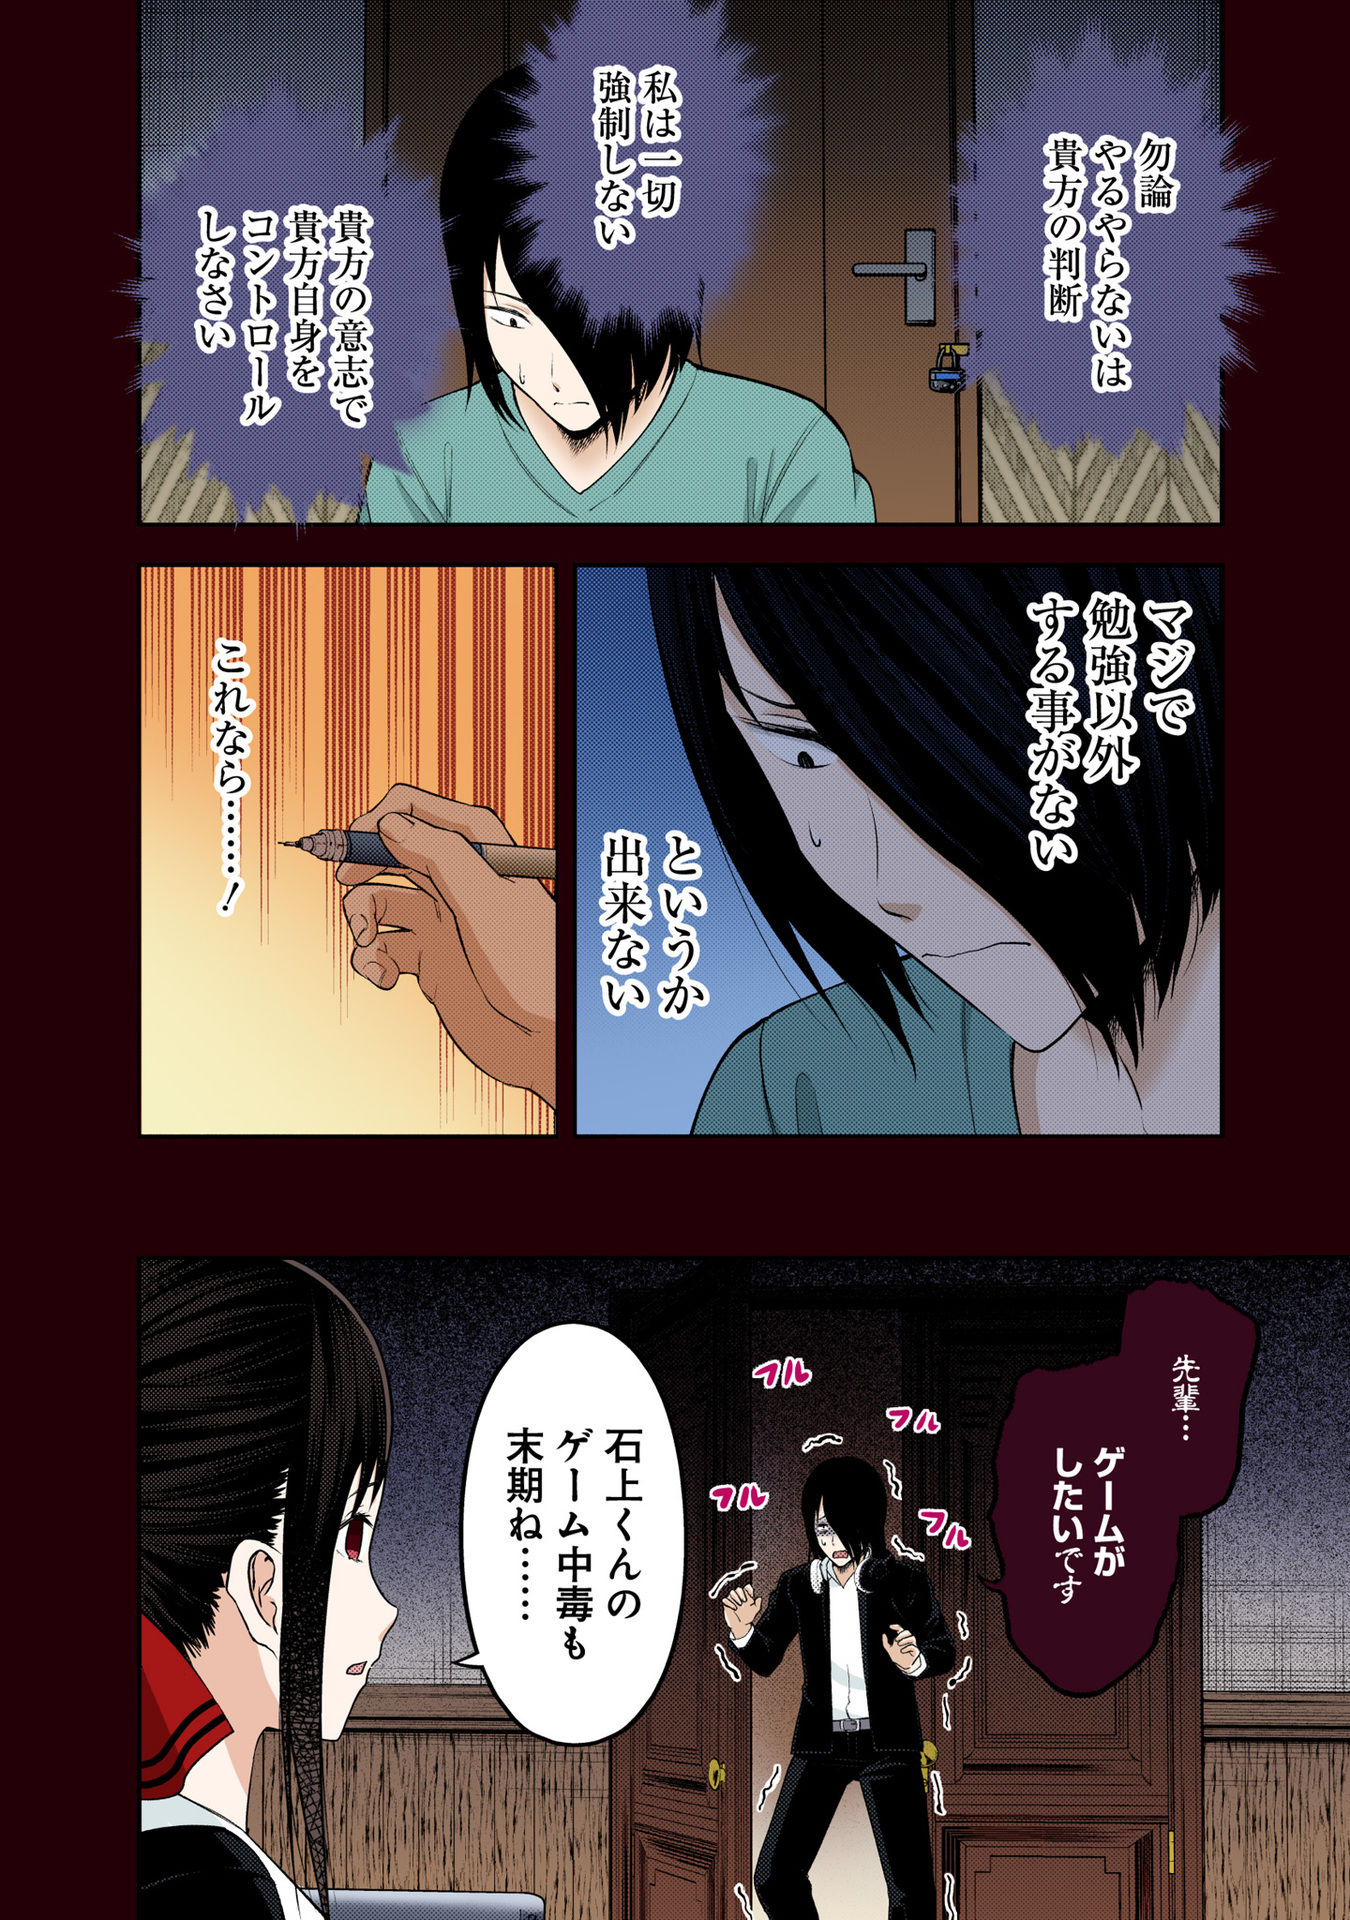 勿論
やるやらないは
貴方の判断
私は一切
強制しない
貴方の意志で
貴方自身を
コントロール
しなさい
マジで
勉強以外
する事がない
というか
出来ない
これなら……！
先輩…
ゲームが
したいです
フル
フル
フル
フル
石上くんの
ゲーム中毒も
末期ね……